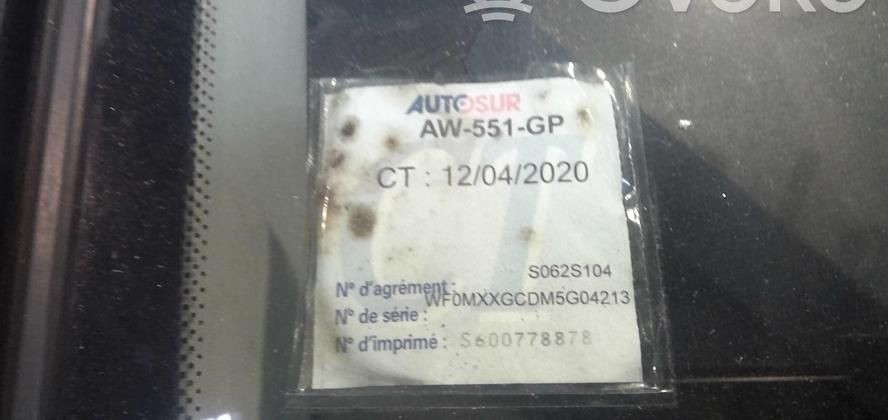 AUTOSUR
AW-551-GP
CT : 12/04/2020
S062S104
N° d'agrément :
WF0MXXGCDM5G04213
N° de série :
N° d'imprimé : S600778878